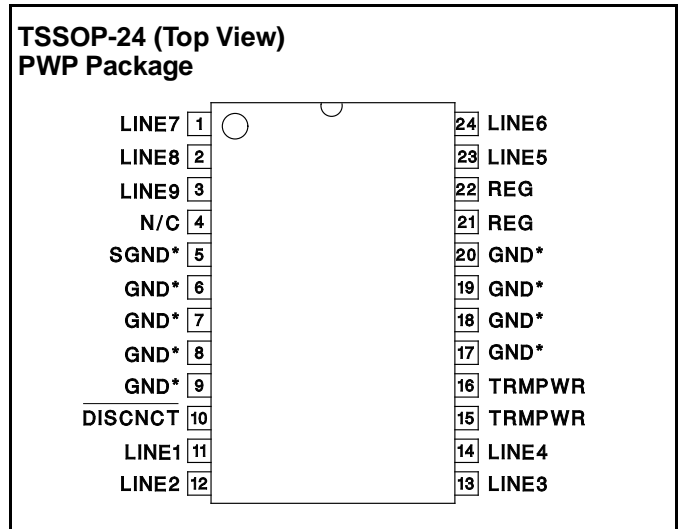 TSSOP-24 (Top View)
PWP Package
LINE7 1 24 LINE6
LINE8 2 23 LINE5
LINE9 3 22 REG
N/C 4 21 REG
SGND* 5 20 GND*
GND* 6 19 GND*
GND* 7 18 GND*
GND* 8 17 GND*
GND* 9 16 TRMPWR
DISCNCT 10 15 TRMPWR
LINE1 11 14 LINE4
LINE2 12 13 LINE3